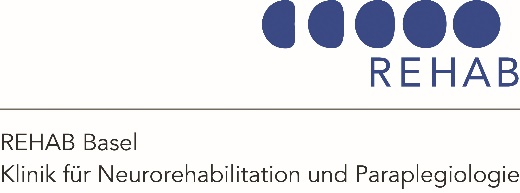 REHAB
REHAB Basel
Klinik für Neurorehabilitation und Paraplegiologie